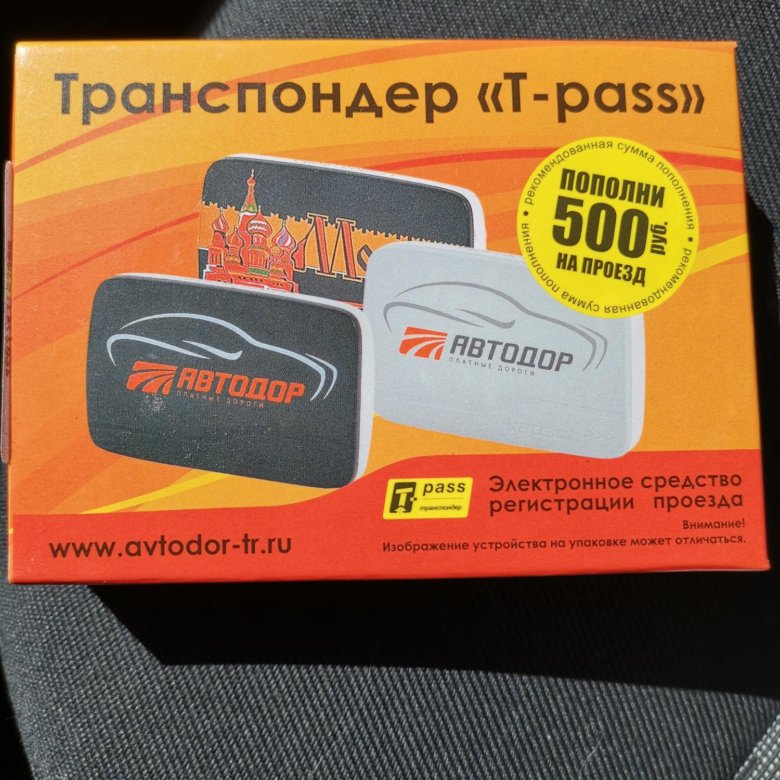 Транспондер «T-pass»
• рекомендованная сумма пополнения • рекомендованная сумма пополнения
ПОПОЛНИ
500 руб.
НА ПРОЕЗД
АВТОДОР
ПЛАТНЫЕ ДОРОГИ
АВТОДОР
ПЛАТНЫЕ ДОРОГИ
T pass
транспондер
Электронное средство
регистрации проезда
Внимание!
Изображение устройства на упаковке может отличаться.
www.avtodor-tr.ru